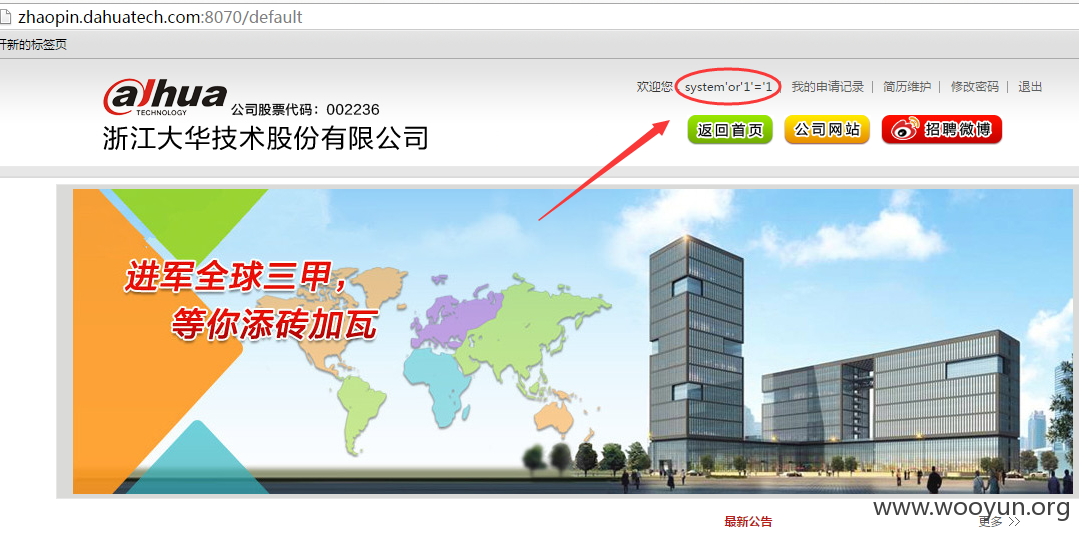 zhaopin.dahuatech.com:8070/default
开新的标签页
alhua
TECHNOLOGY
公司股票代码：002236
浙江大华技术股份有限公司
欢迎您 system'or'1'='1 我的申请记录 | 简历维护 | 修改密码 | 退出
返回首页 公司网站 招聘微博
进军全球三甲，
等你添砖加瓦
www.wooyun.org
最新公告 更多 >>